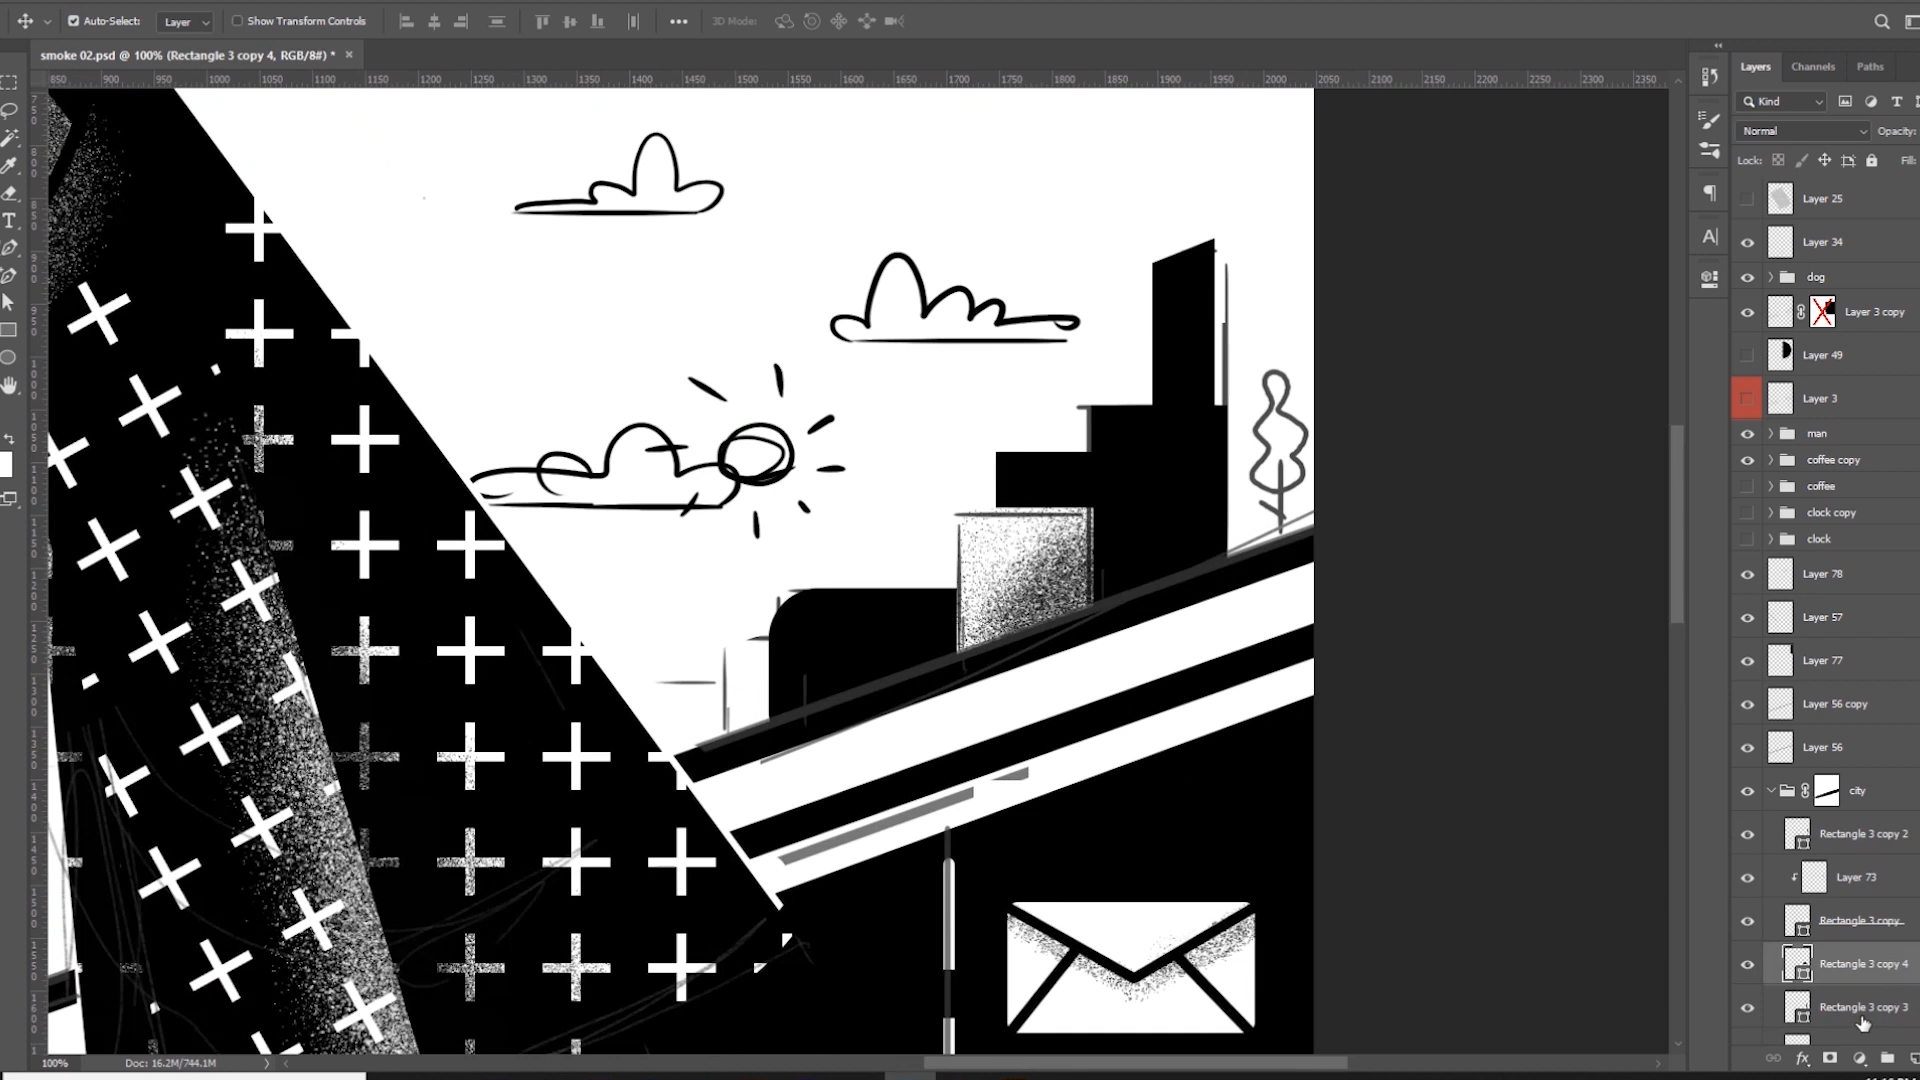 Auto-Select: Layer Show Transform Controls 3D Mode:
smoke 02.psd @ 100% (Rectangle 3 copy 4, RGB/8#) *
850 900 950 1000 1050 1100 1150 1200 1250 1300 1350 1400 1450 1500 1550 1600 1650 1700 1750 1800 1850 1900 1950 2000 2050 2100 2150 2200 2250 2300 2350
Layers Channels Paths
Kind
Normal Opacity:
Lock: Fill:
Layer 25
Layer 34
dog
Layer 3 copy
Layer 49
Layer 3
man
coffee copy
coffee
clock copy
clock
Layer 78
Layer 57
Layer 77
Layer 56 copy
Layer 56
city
Rectangle 3 copy 2
Layer 73
Rectangle 3 copy
Rectangle 3 copy 4
Rectangle 3 copy 3
100% Doc: 16.2M/744.1M